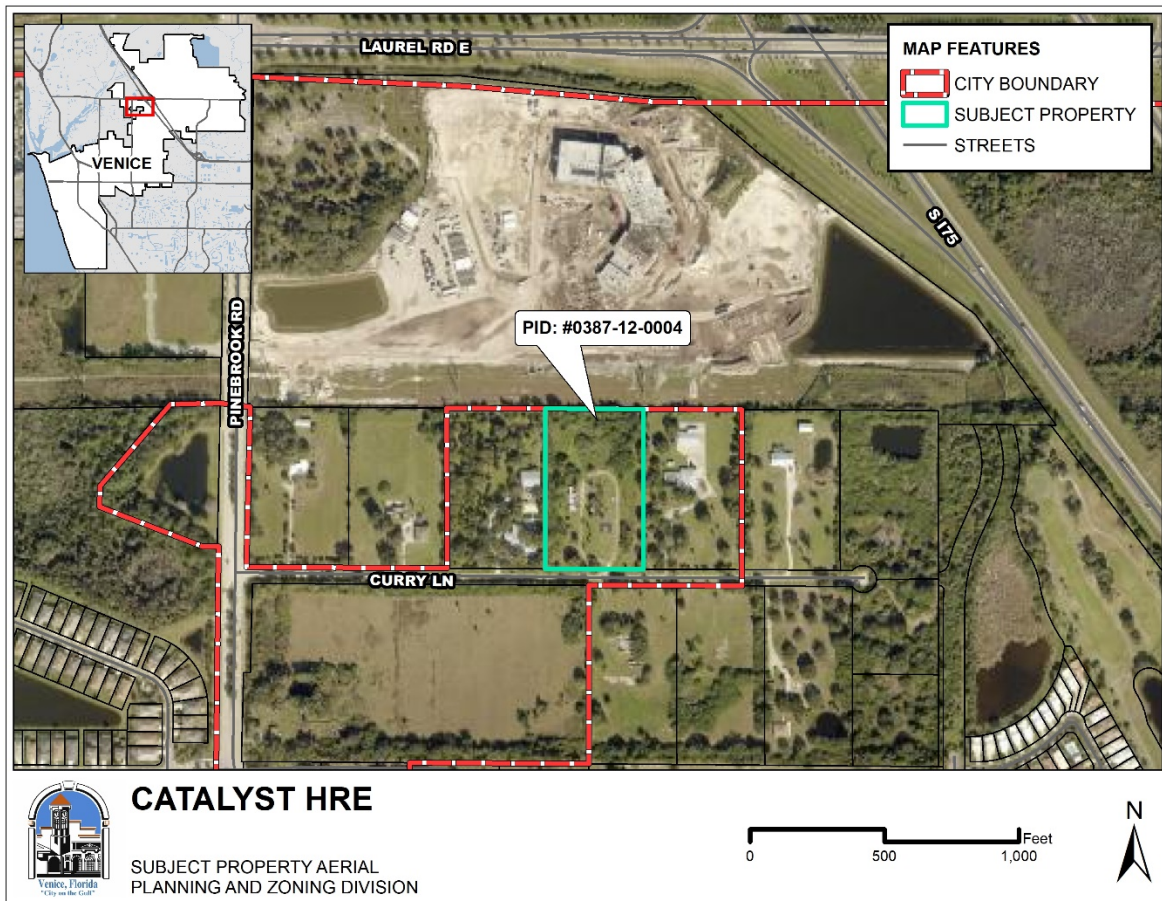 LAUREL RD E
MAP FEATURES
CITY BOUNDARY
SUBJECT PROPERTY
STREETS
VENICE
S I75
PID: #0387-12-0004
PINEBROOK RD
CURRY LN
CATALYST HRE
SUBJECT PROPERTY AERIAL
PLANNING AND ZONING DIVISION
Venice, Florida
"City on the Gulf"
Feet
0 500 1,000
N